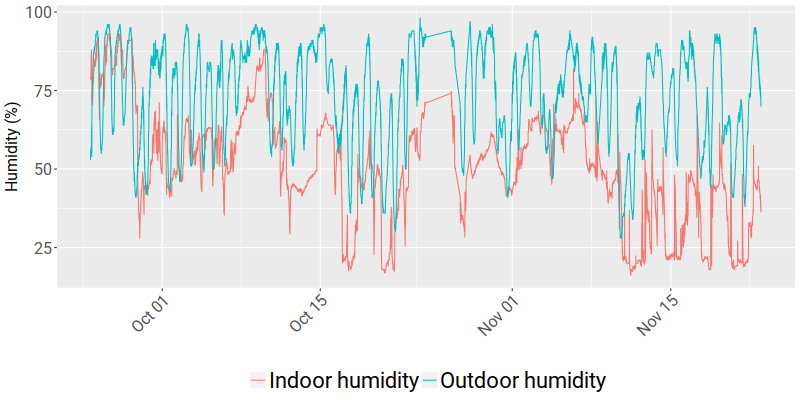 100
75
50
25
Humidity (%)
Oct 01
Oct 15
Nov 01
Nov 15
Indoor humidity
Outdoor humidity